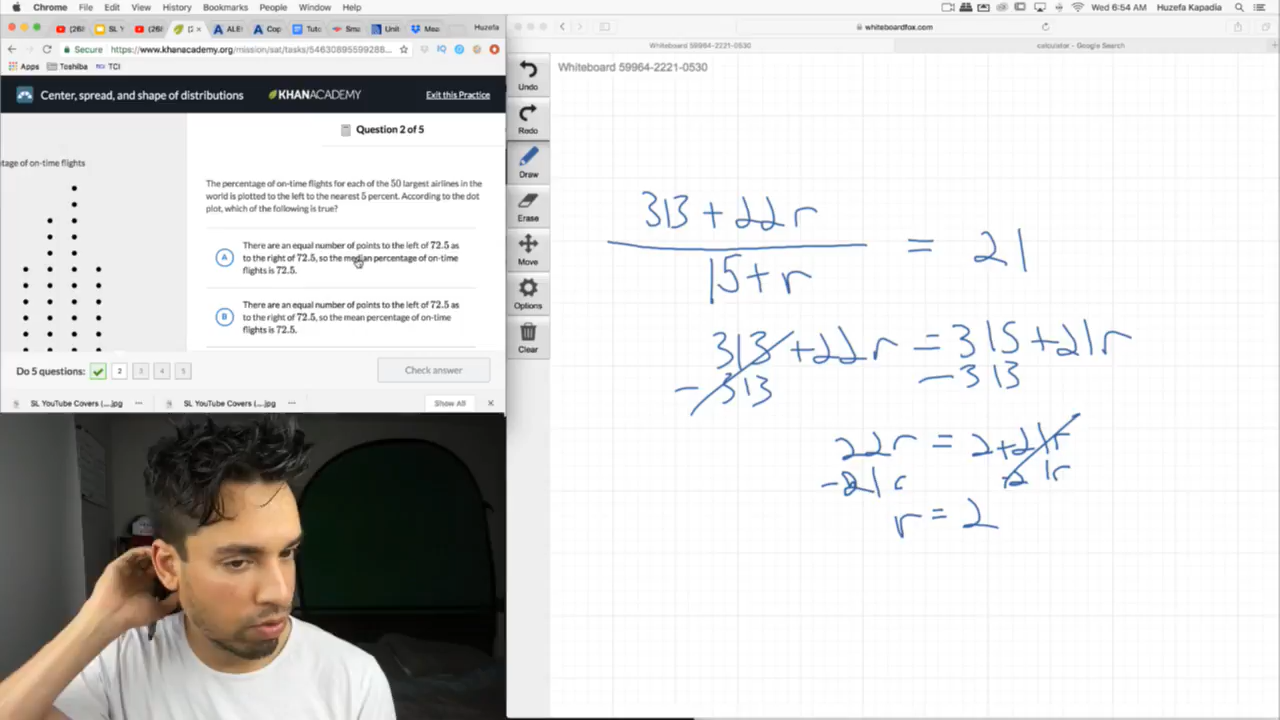 Chrome File Edit View History Bookmarks People Window Help
Wed 6:54 AM Huzefa Kapadia
Huzefa
Secure https://www.khanacademy.org/mission/sat/tasks/54630895599288...
Apps Toshiba TCI
whiteboardfox.com
Whiteboard 59964-2221-0530
calculator - Google Search
Center, spread, and shape of distributions
KHANACADEMY
Exit this Practice
Question 2 of 5
tage of on-time flights
The percentage of on-time flights for each of the 50 largest airlines in the
world is plotted to the left to the nearest 5 percent. According to the dot
plot, which of the following is true?
A
There are an equal number of points to the left of 72.5 as
to the right of 72.5, so the median percentage of on-time
flights is 72.5.
B
There are an equal number of points to the left of 72.5 as
to the right of 72.5, so the mean percentage of on-time
flights is 72.5.
Do 5 questions: 2 3 4 5
Check answer
SL YouTube Covers (....jpg
SL YouTube Covers (....jpg
Show All
Undo
Redo
Draw
Erase
Move
Options
Clear
Whiteboard 59964-2221-0530
313 + 22r
15 + r
= 21
313 + 22r = 315 + 21r
- 313 - 313
22r = 2 + 21r
- 21r - 21r
r = 2